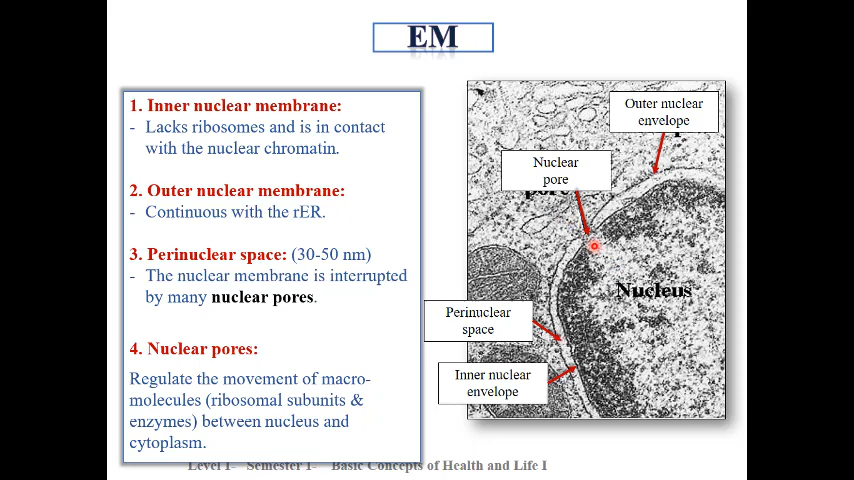 EM
1. Inner nuclear membrane:
- Lacks ribosomes and is in contact
with the nuclear chromatin.
2. Outer nuclear membrane:
- Continuous with the rER.
3. Perinuclear space: (30-50 nm)
- The nuclear membrane is interrupted
by many nuclear pores.
4. Nuclear pores:
Regulate the movement of macro-
molecules (ribosomal subunits &
enzymes) between nucleus and
cytoplasm.
Outer nuclear
envelope
Nuclear
pore
Nucleus
Perinuclear
space
Inner nuclear
envelope
Level 1- Semester 1- Basic Concepts of Health and Life I